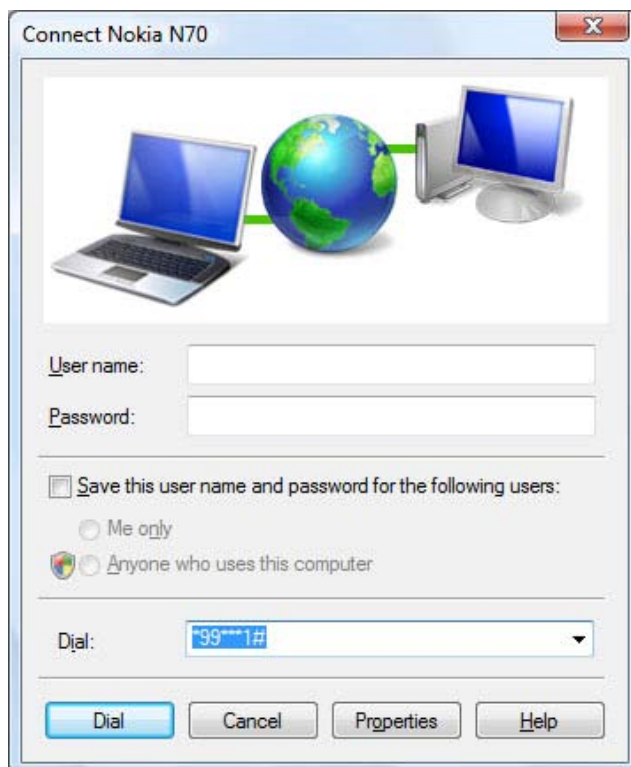 Connect Nokia N70
User name:
Password:
Save this user name and password for the following users:
Me only
Anyone who uses this computer
Dial: *99***1#
Dial Cancel Properties Help